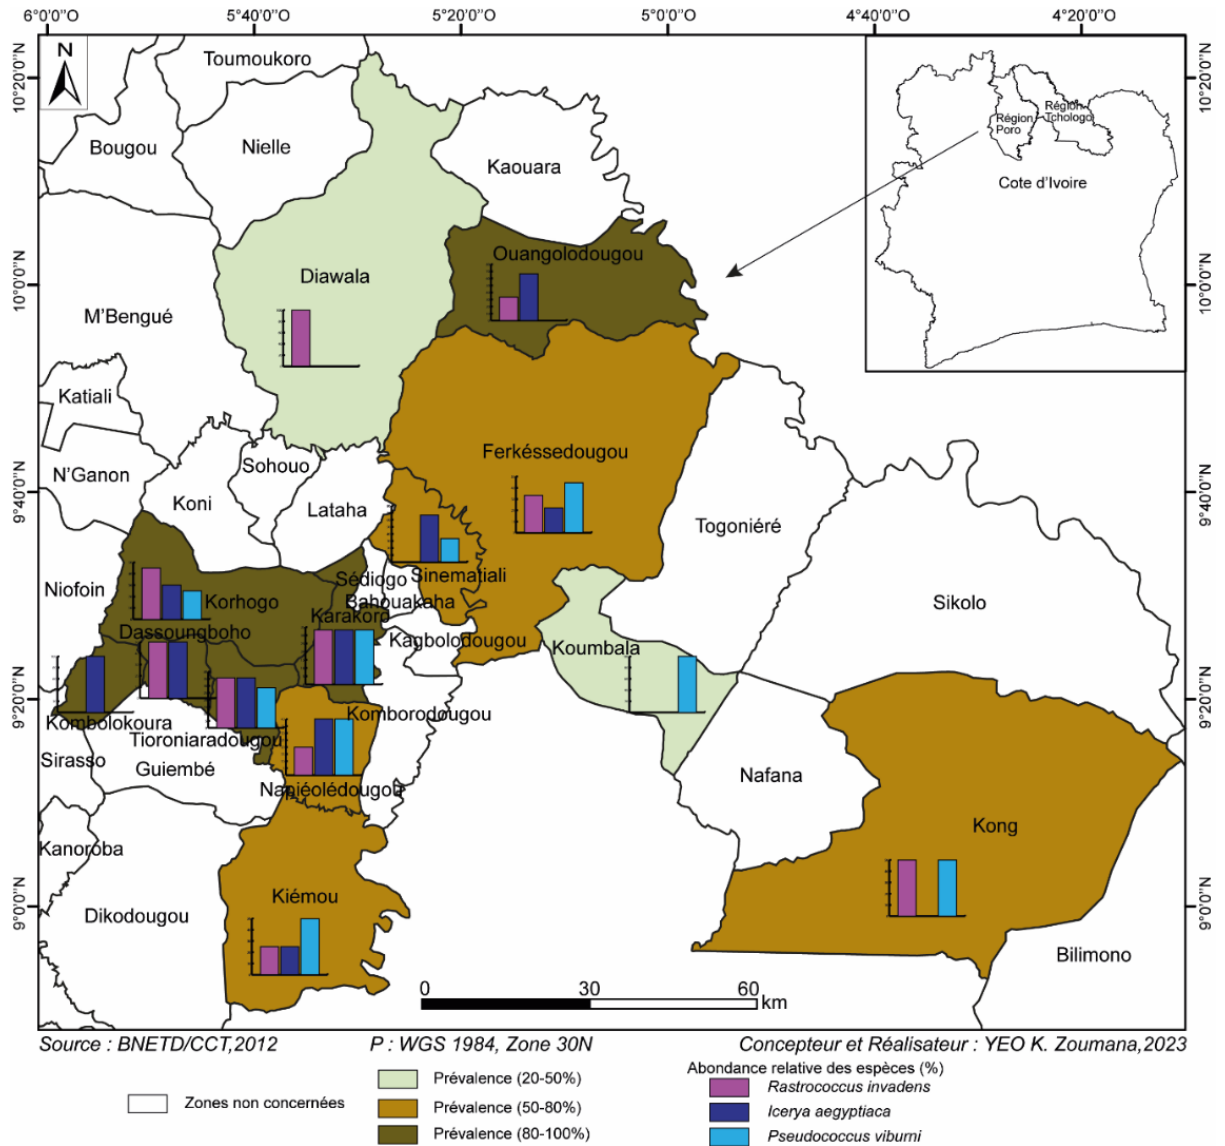 6°0'0"N
5°40'0"N
5°20'0"N
5°0'0"N
4°40'0"N
4°20'0"N
N
10°20'0"N
10°20'0"N
Toumoukoro
Bougou
Nielle
Kaouara
Région
Poro
Région
Tchologo
Cote d'Ivoire
Ouangolodougou
Diawala
10°0'0"N
10°0'0"N
M'Bengué
Katiali
Ferkéssedougou
Sohouo
N'Ganon
Koni
Lataha
9°40'0"N
9°40'0"N
Togoniéré
Niofoin
Sédiogo
Sinematiali
Korhogo
Bahouakaha
Sikolo
Karakoro
Dassoungboho
Kagbolodougou
Koumbala
9°20'0"N
9°20'0"N
Kombolokoura
Komborodougou
Tioroniaradougou
Sirasso
Guiembé
Nafana
Naniéolédougou
Kong
Kanoroba
Kiémou
Dikodougou
9°0'0"N
9°0'0"N
Bilimono
0
30
60
km
Source : BNETD/CCT,2012
P : WGS 1984, Zone 30N
Concepteur et Réalisateur : YEO K. Zoumana,2023
Zones non concernées
Prévalence (20-50%)
Prévalence (50-80%)
Prévalence (80-100%)
Abondance relative des espèces (%)
Rastrococcus invadens
Icerya aegyptiaca
Pseudococcus viburni